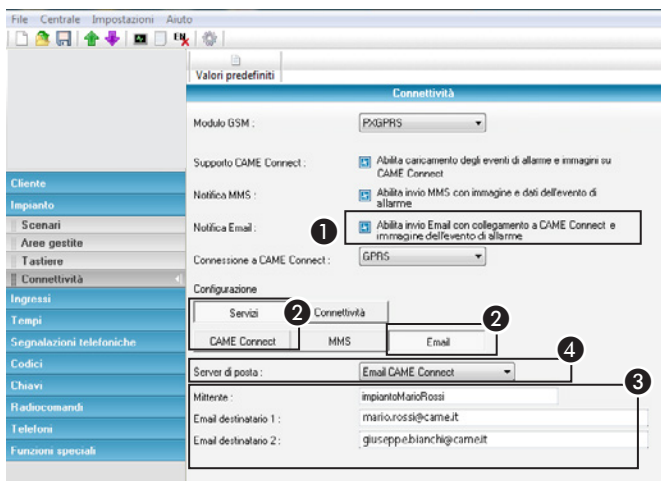 File Centrale Impostazioni Aiuto
Valori predefiniti
Connettività
Modulo GSM :
PXGPRS
Supporto CAME Connect :
Abilita caricamento degli eventi di allarme e immagini su
CAME Connect
Notifica MMS :
Abilita invio MMS con immagine e dati dell'evento di
allarme
Notifica Email :
1
Abilita invio Email con collegamento a CAME Connect e
immagine dell'evento di allarme
Connessione a CAME Connect :
GPRS
Configurazione
Servizi
2
Connettività
2
CAME Connect
MMS
Email
4
Server di posta :
Email CAME Connect
3
Mittente :
impiantoMarioRossi
Email destinatario 1 :
mario.rossi@came.it
Email destinatario 2 :
giuseppe.bianchi@came.it
Cliente
Impianto
Scenari
Aree gestite
Tastiere
Connettività
Ingressi
Tempi
Segnalazioni telefoniche
Codici
Chiavi
Radiocomandi
Telefoni
Funzioni speciali